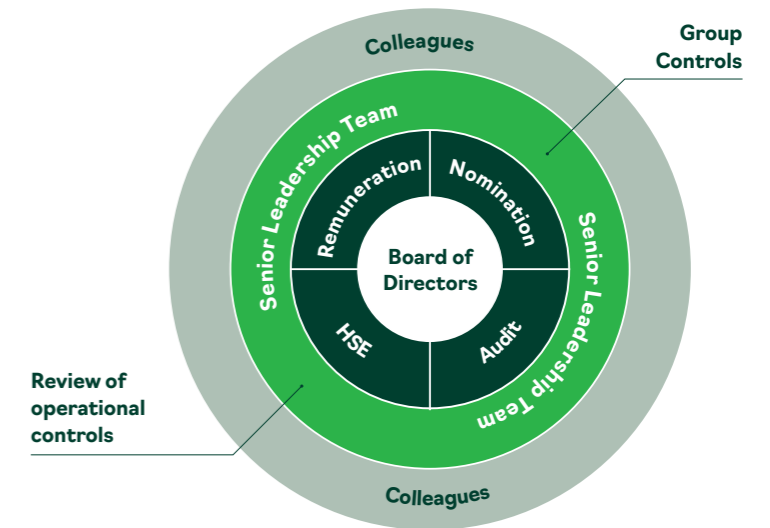 Colleagues
Group
Controls
Senior Leadership Team
Remuneration
Nomination
Board of
Directors
Senior Leadership Team
HSE
Audit
Review of
operational
controls
Colleagues